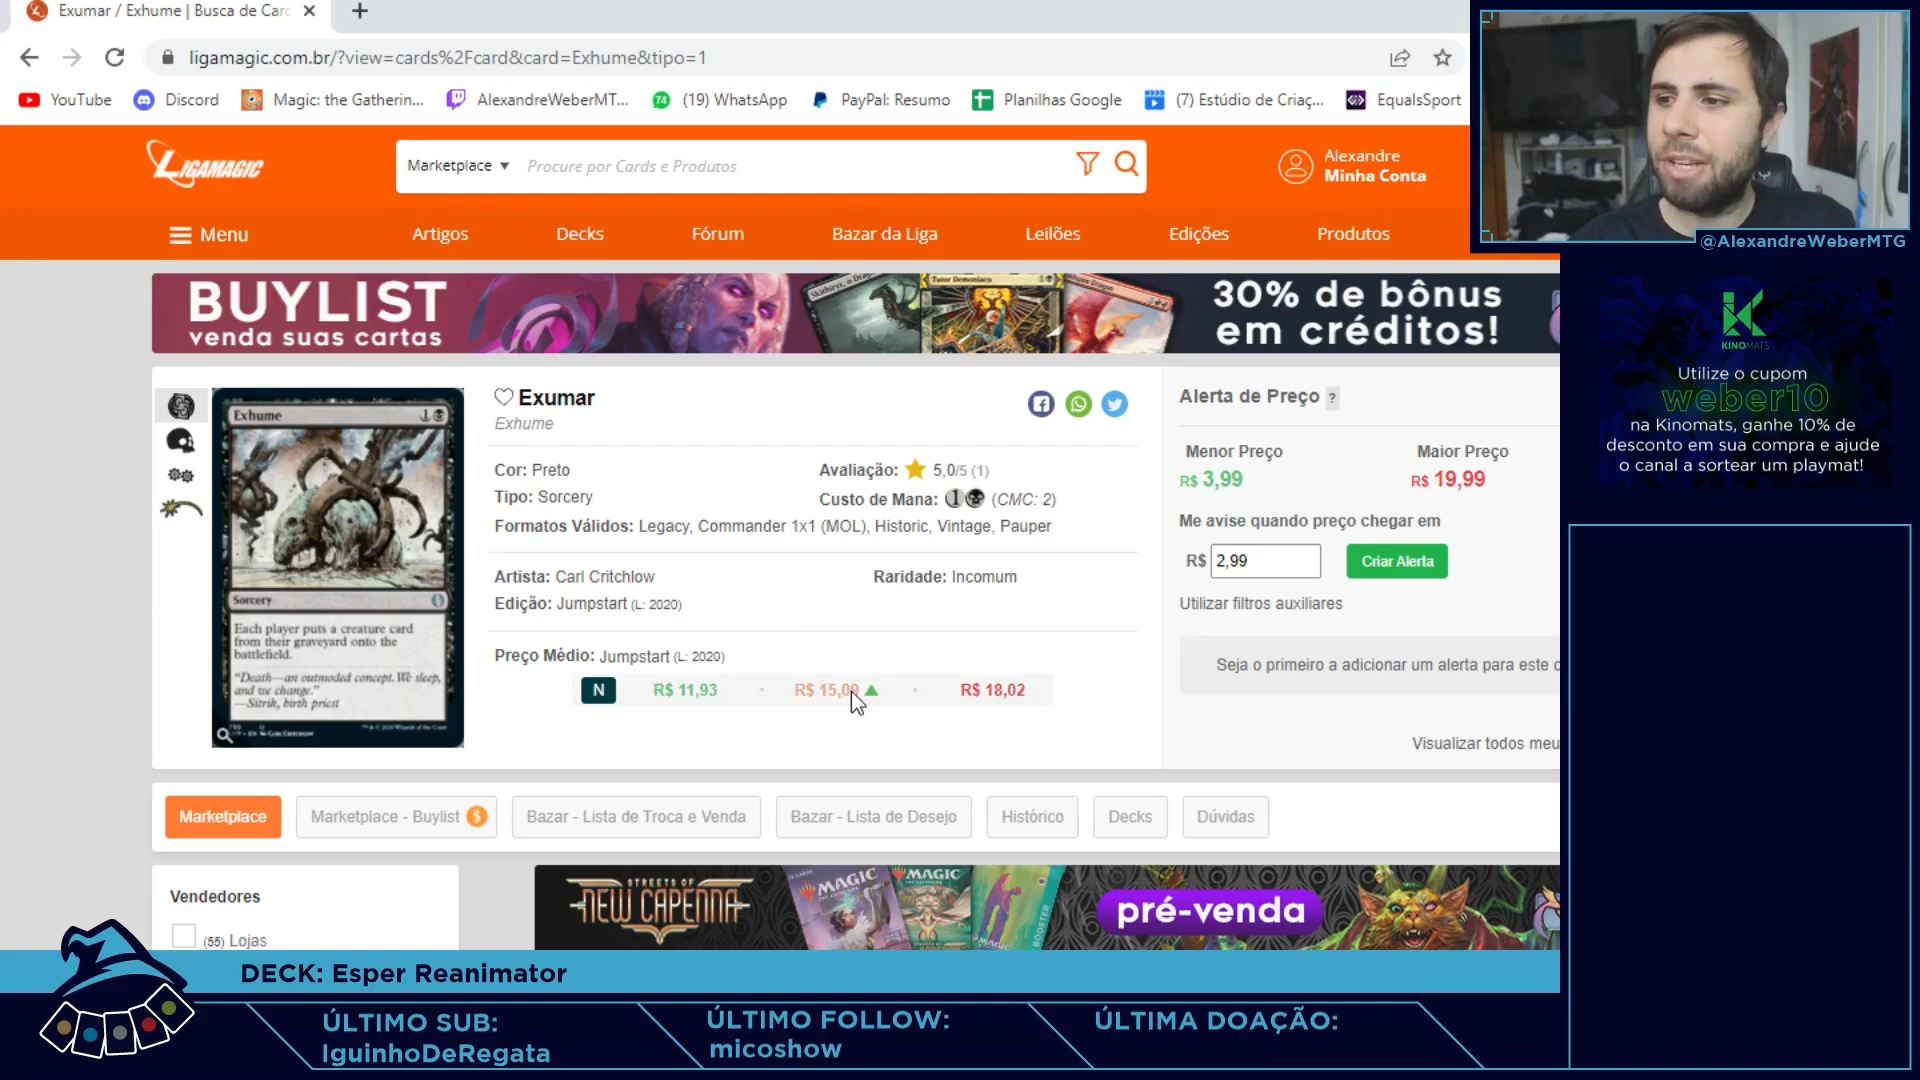 Exumar / Exhume | Busca de Card
ligamagic.com.br/?view=cards%2Fcard&card=Exhume&tipo=1
YouTube
Discord
Magic: the Gatherin...
AlexandreWeberMT...
74
(19) WhatsApp
PayPal: Resumo
Planilhas Google
(7) Estúdio de Criaç...
EqualsSport
@AlexandreWeberMTG
LIGAMAGIC
Marketplace
Procure por Cards e Produtos
Alexandre
Minha Conta
Menu
Artigos
Decks
Fórum
Bazar da Liga
Leilões
Edições
Produtos
BUYLIST
venda suas cartas
Tutor Demoníaco
30% de bônus
em créditos!
KINOMATS
Utilize o cupom
weber10
na Kinomats, ganhe 10% de
desconto em sua compra e ajude
o canal a sortear um playmat!
Exhume
1
Sorcery
Each player puts a creature card
from their graveyard onto the
battlefield.
"Death—an outmoded concept. We sleep,
and we change."
—Sitrik, birth priest
Exumar
Exhume
Cor: Preto
Avaliação: 5,0/5 (1)
Tipo: Sorcery
Custo de Mana: 1 (CMC: 2)
Formatos Válidos: Legacy, Commander 1x1 (MOL), Historic, Vintage, Pauper
Artista: Carl Critchlow
Raridade: Incomum
Edição: Jumpstart (L: 2020)
Preço Médio: Jumpstart (L: 2020)
N
R$ 11,93
R$ 15,00
R$ 18,02
Alerta de Preço ?
Menor Preço
Maior Preço
R$ 3,99
R$ 19,99
Me avise quando preço chegar em
R$ 2,99
Criar Alerta
Utilizar filtros auxiliares
Seja o primeiro a adicionar um alerta para este c
Visualizar todos meu
Marketplace
Marketplace - Buylist $
Bazar - Lista de Troca e Venda
Bazar - Lista de Desejo
Histórico
Decks
Dúvidas
Vendedores
(55) Lojas
STREETS OF
NEW CAPENNA
MAGIC
MAGIC
BOOSTER
pré-venda
DECK: Esper Reanimator
ÚLTIMO SUB:
IguinhoDeRegata
ÚLTIMO FOLLOW:
micoshow
ÚLTIMA DOAÇÃO: